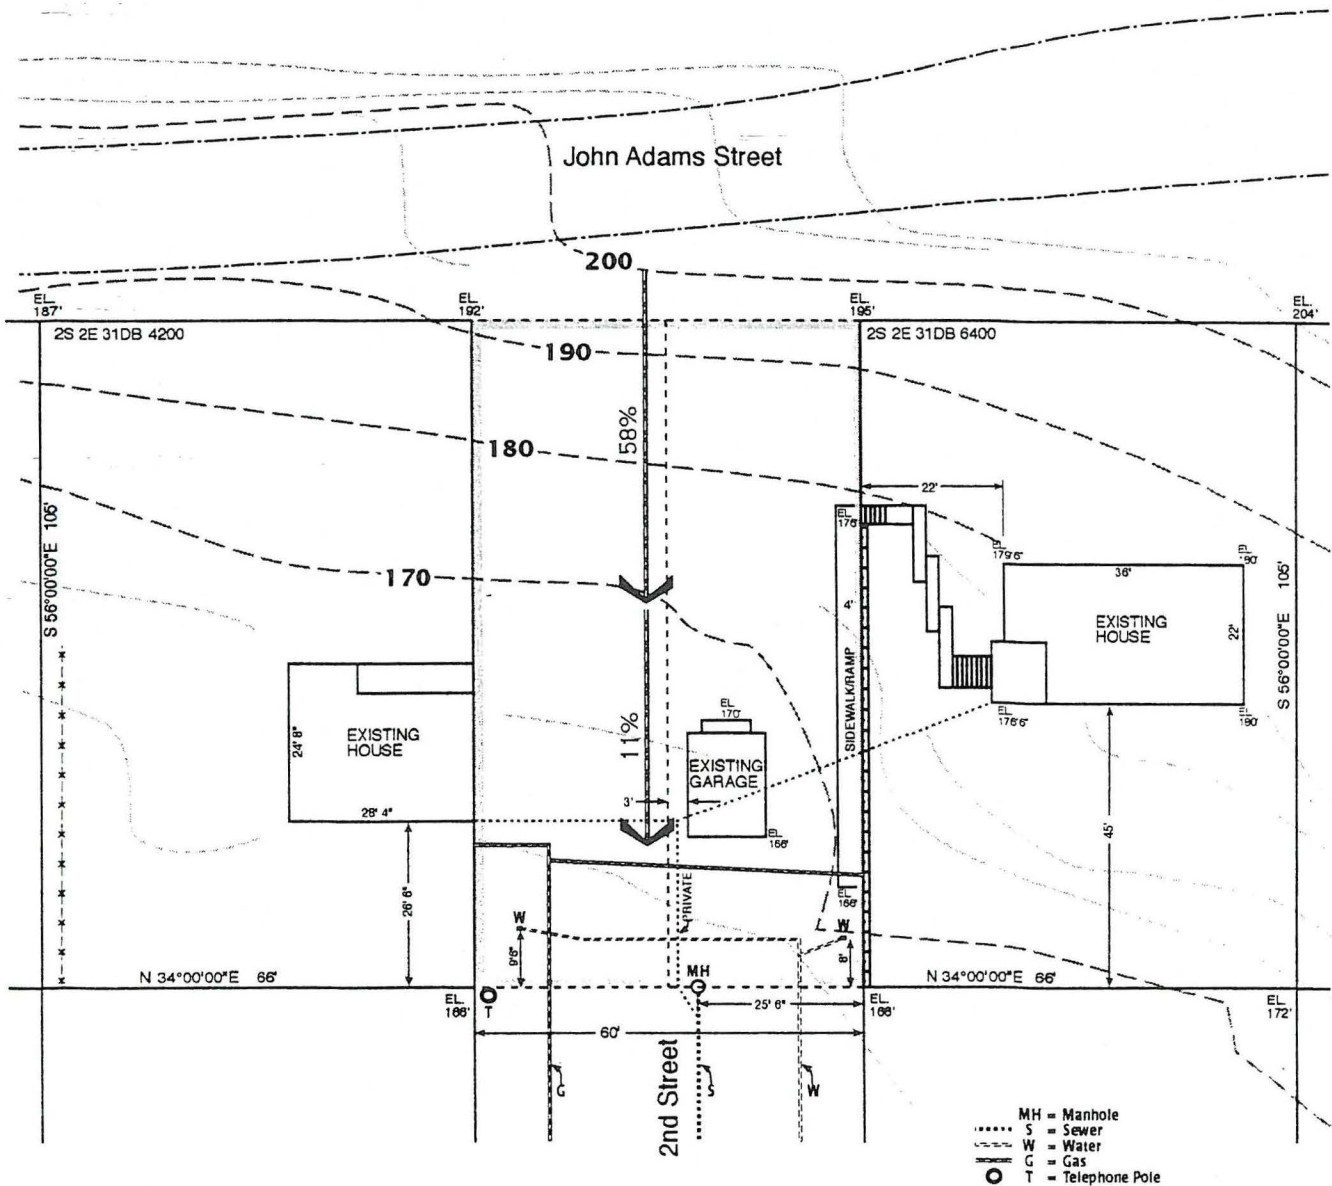 John Adams Street
200
EL.
187'
EL.
192'
EL.
195'
EL.
204'
2S 2E 31DB 4200
2S 2E 31DB 6400
190
58%
180
22'
EL
176'
EL
179'6"
EL
180'
S 56°00'00"E 105'
170
36'
4'
EXISTING
HOUSE
22'
S 56°00'00"E 105'
SIDEWALK/RAMP
EL
176'6"
EL
180'
EL
170'
11%
EXISTING
HOUSE
24' 8"
EXISTING
GARAGE
3'
28' 4"
EL
166'
45'
26' 6"
PRIVATE
EL
166'
W
W
9'8"
8'
MH
N 34°00'00"E 66'
N 34°00'00"E 66'
EL.
166'
T
25' 6"
EL
166'
EL
172'
60'
2nd Street
G
S
W
MH = Manhole
S = Sewer
W = Water
G = Gas
T = Telephone Pole